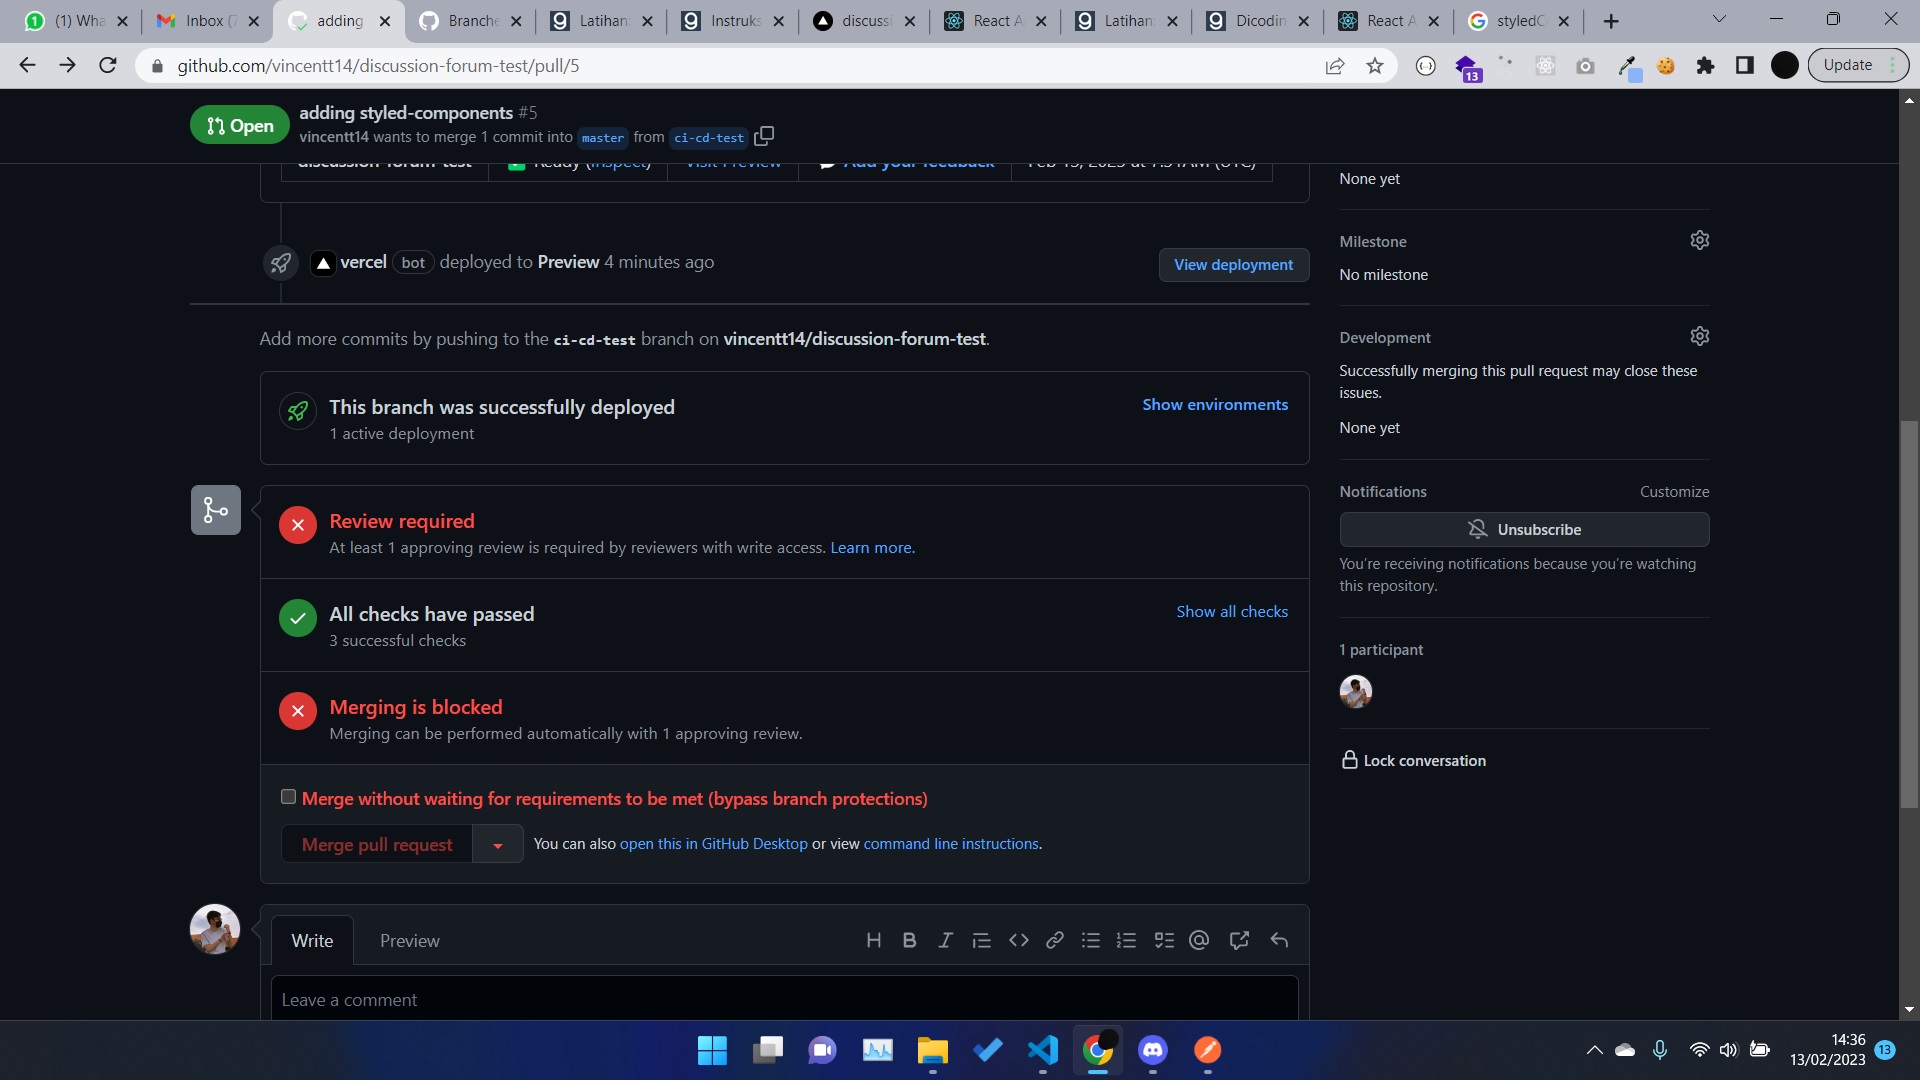 (1) Wha
Inbox (7
adding
Branche
Latihan:
Instruks
discussi
React A
Latihan:
Dicodin
React A
styledC
github.com/vincentt14/discussion-forum-test/pull/5
13
Update
Open
adding styled-components #5
vincentt14 wants to merge 1 commit into master from ci-cd-test
discussion-forum-test
Ready (Inspect)
Visit Preview
Add your feedback
None yet
Milestone
No milestone
vercel bot deployed to Preview 4 minutes ago
View deployment
Add more commits by pushing to the ci-cd-test branch on vincentt14/discussion-forum-test.
Development
Successfully merging this pull request may close these
issues.
None yet
This branch was successfully deployed
1 active deployment
Show environments
Notifications
Customize
Unsubscribe
You're receiving notifications because you're watching
this repository.
Review required
At least 1 approving review is required by reviewers with write access. Learn more.
All checks have passed
3 successful checks
Show all checks
1 participant
Merging is blocked
Merging can be performed automatically with 1 approving review.
Lock conversation
Merge without waiting for requirements to be met (bypass branch protections)
Merge pull request
You can also open this in GitHub Desktop or view command line instructions.
Write
Preview
Leave a comment
14:36
13/02/2023
13